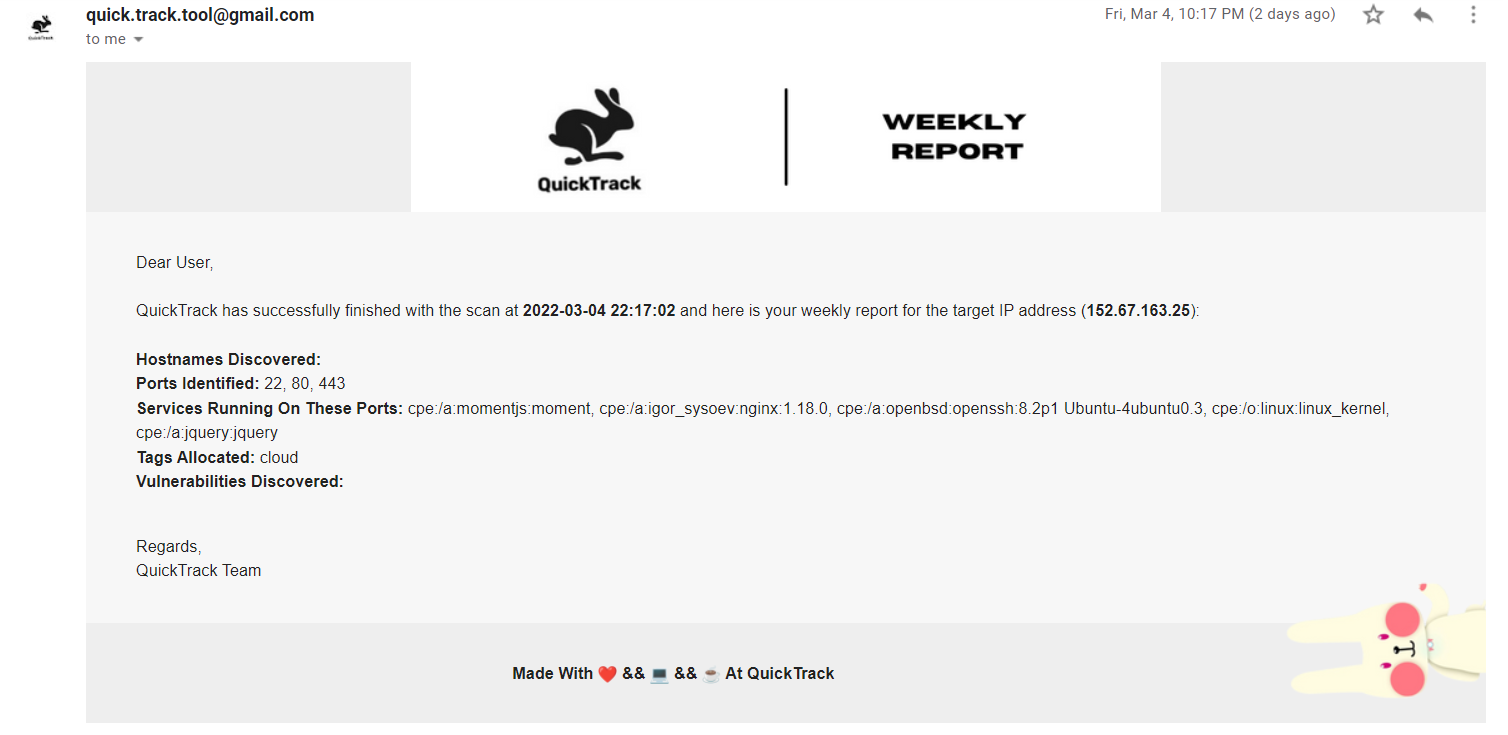 quick.track.tool@gmail.com
Fri, Mar 4, 10:17 PM (2 days ago)
to me
QuickTrack
WEEKLY
REPORT
Dear User,
QuickTrack has successfully finished with the scan at 2022-03-04 22:17:02 and here is your weekly report for the target IP address (152.67.163.25):
Hostnames Discovered:
Ports Identified: 22, 80, 443
Services Running On These Ports: cpe:/a:momentjs:moment, cpe:/a:igor_sysoev:nginx:1.18.0, cpe:/a:openbsd:openssh:8.2p1 Ubuntu-4ubuntu0.3, cpe:/o:linux:linux_kernel,
cpe:/a:jquery:jquery
Tags Allocated: cloud
Vulnerabilities Discovered:
Regards,
QuickTrack Team
Made With ❤️ && 💻 && ☕ At QuickTrack